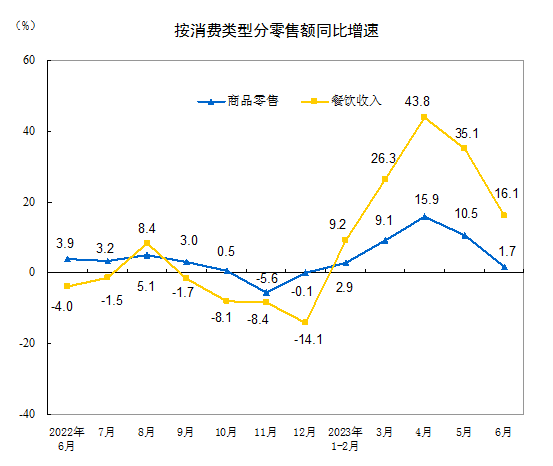 (%)
按消费类型分零售额同比增速
60
40
20
0
-20
-40
商品零售
餐饮收入
3.9
3.2
8.4
3.0
0.5
-5.6
-0.1
9.2
26.3
43.8
35.1
16.1
-4.0
-1.5
5.1
-1.7
-8.1
-8.4
-14.1
2.9
9.1
15.9
10.5
1.7
2022年
6月
7月
8月
9月
10月
11月
12月
2023年
1-2月
3月
4月
5月
6月